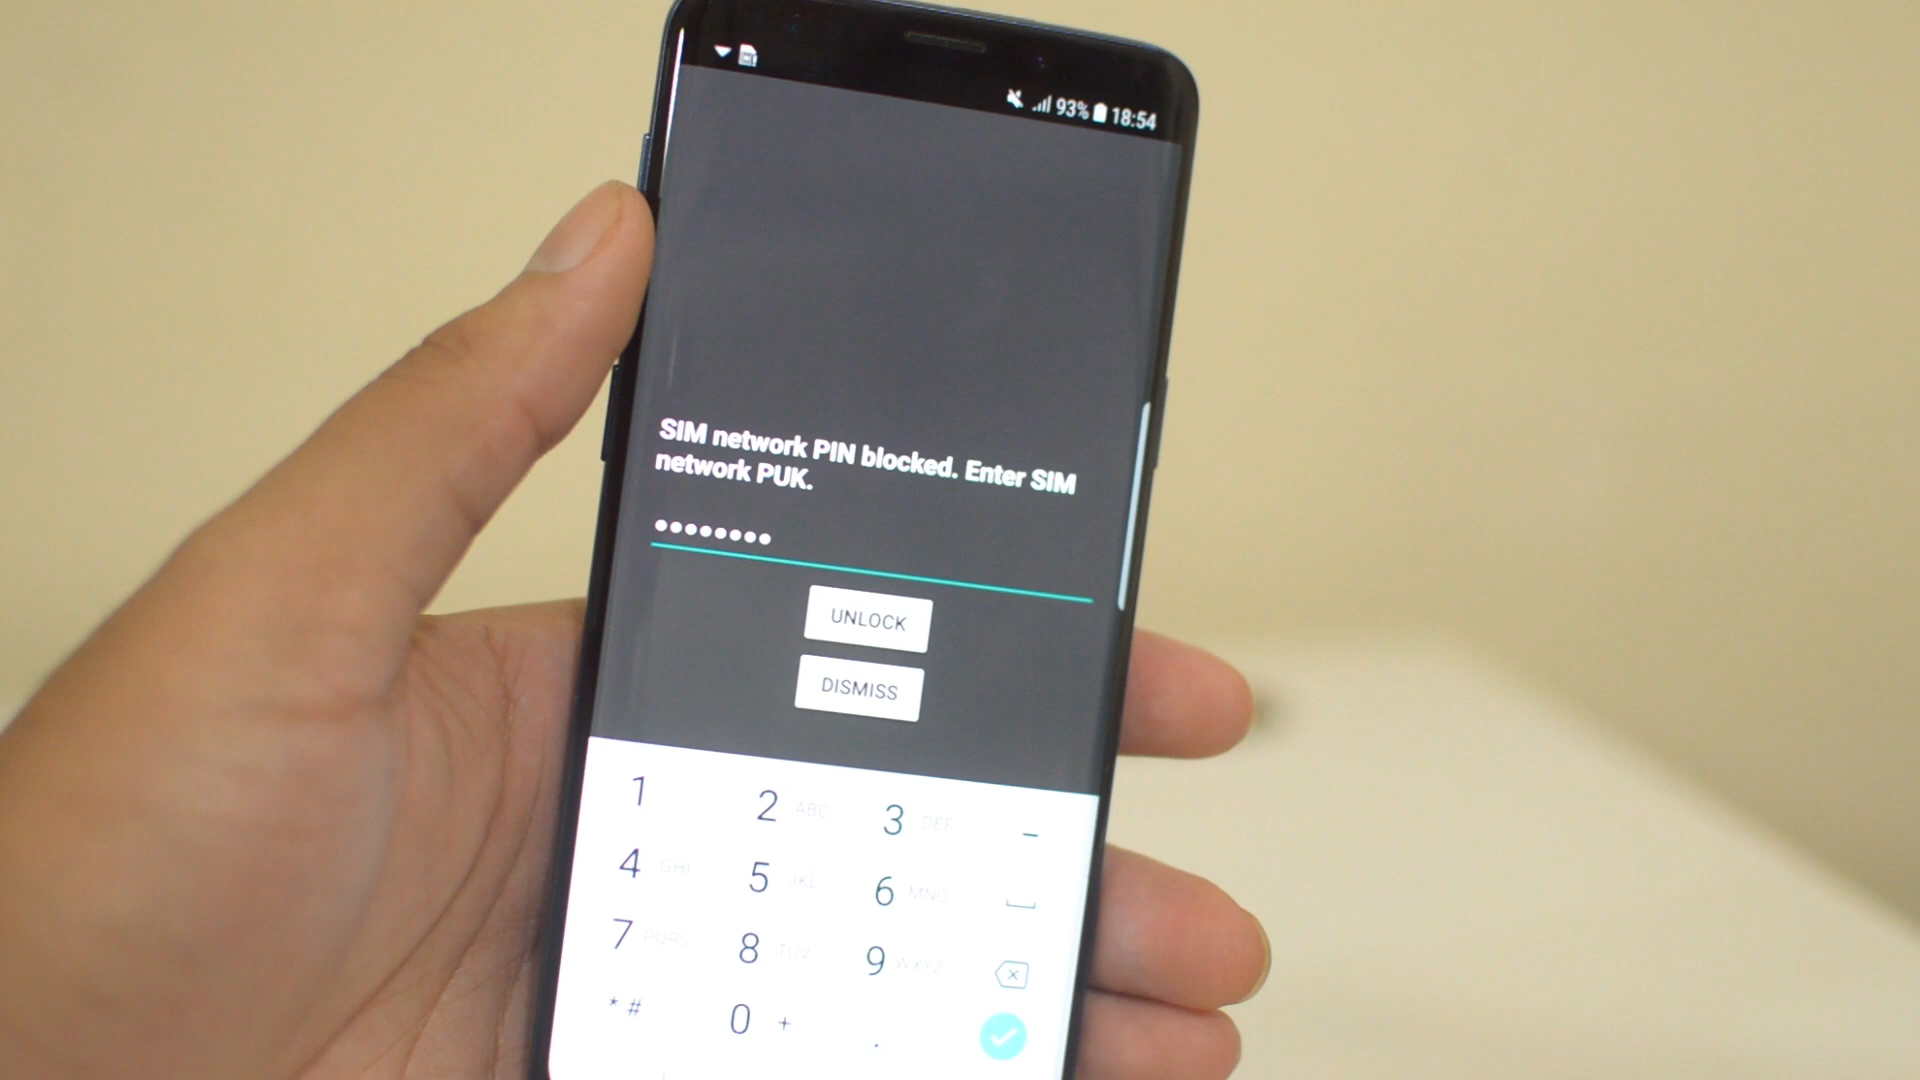 93% 18:54
SIM network PIN blocked. Enter SIM
network PUK.
••••••••
UNLOCK
DISMISS
1 2 ABC 3 DEF -
4 GHI 5 JKL 6 MNO
7 PQRS 8 TUV 9 WXYZ
* # 0 + .